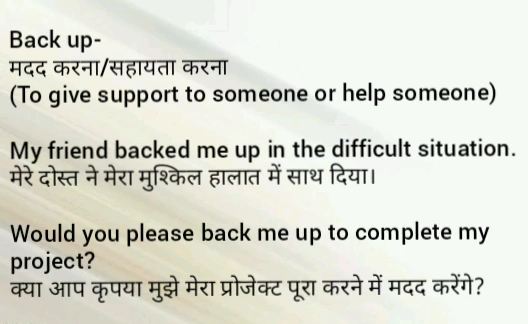 Back up-
मदद करना/सहायता करना
(To give support to someone or help someone)
My friend backed me up in the difficult situation.
मेरे दोस्त ने मेरा मुश्किल हालात में साथ दिया।
Would you please back me up to complete my
project?
क्या आप कृपया मुझे मेरा प्रोजेक्ट पूरा करने में मदद करेंगे?